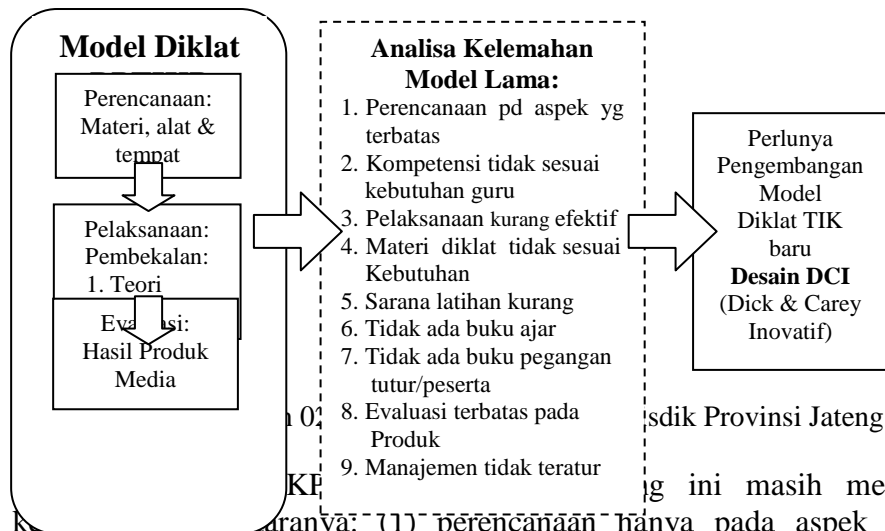 Model Diklat
Perencanaan:
Materi, alat &
tempat
Pelaksanaan:
Pembekalan:
1. Teori
Hasil Produk
Media
Analisa Kelemahan
Model Lama:
1. Perencanaan pd aspek yg
terbatas
2. Kompetensi tidak sesuai
kebutuhan guru
3. Pelaksanaan kurang efektif
4. Materi diklat tidak sesuai
Kebutuhan
5. Sarana latihan kurang
6. Tidak ada buku ajar
7. Tidak ada buku pegangan
tutur/peserta
8. Evaluasi terbatas pada
Produk
9. Manajemen tidak teratur
Perlunya
Pengembangan
Model
Diklat TIK
baru
Desain DCI
(Dick & Carey
Inovatif)
sdik Provinsi Jateng
ini masih
(1) perencanaan hanya pada aspek